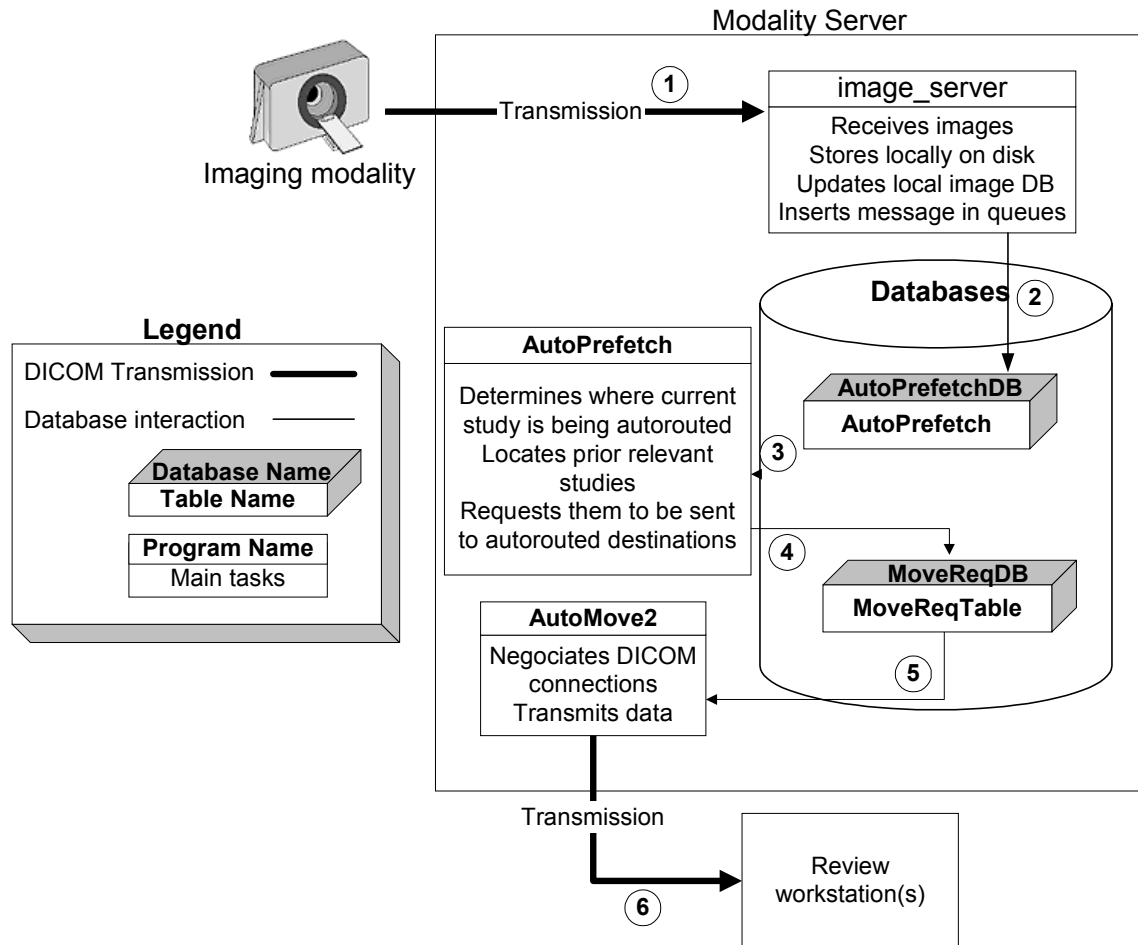 Modality Server
1
Transmission
image_server
Receives images
Stores locally on disk
Updates local image DB
Inserts message in queues
Imaging modality
Databases
2
Legend
DICOM Transmission
Database interaction
Database Name
Table Name
Program Name
Main tasks
AutoPrefetch
Determines where current
study is being autorouted
Locates prior relevant
studies
Requests them to be sent
to autorouted destinations
AutoPrefetchDB
AutoPrefetch
3
4
MoveReqDB
MoveReqTable
AutoMove2
Negociates DICOM
connections
Transmits data
5
Transmission
6
Review
workstation(s)